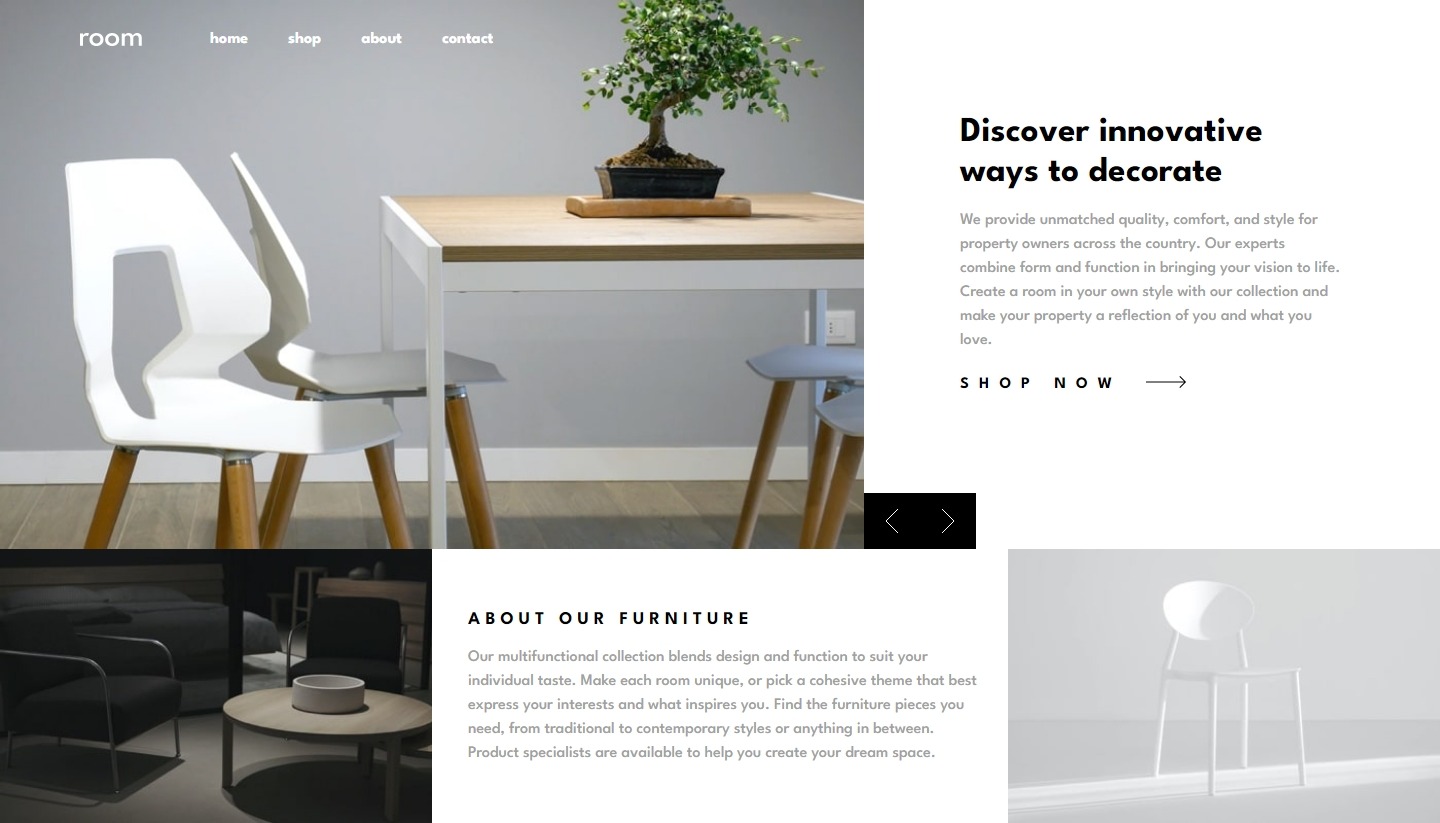 room
home shop about contact
Discover innovative
ways to decorate
We provide unmatched quality, comfort, and style for
property owners across the country. Our experts
combine form and function in bringing your vision to life.
Create a room in your own style with our collection and
make your property a reflection of you and what you
love.
SHOP NOW
ABOUT OUR FURNITURE
Our multifunctional collection blends design and function to suit your
individual taste. Make each room unique, or pick a cohesive theme that best
express your interests and what inspires you. Find the furniture pieces you
need, from traditional to contemporary styles or anything in between.
Product specialists are available to help you create your dream space.